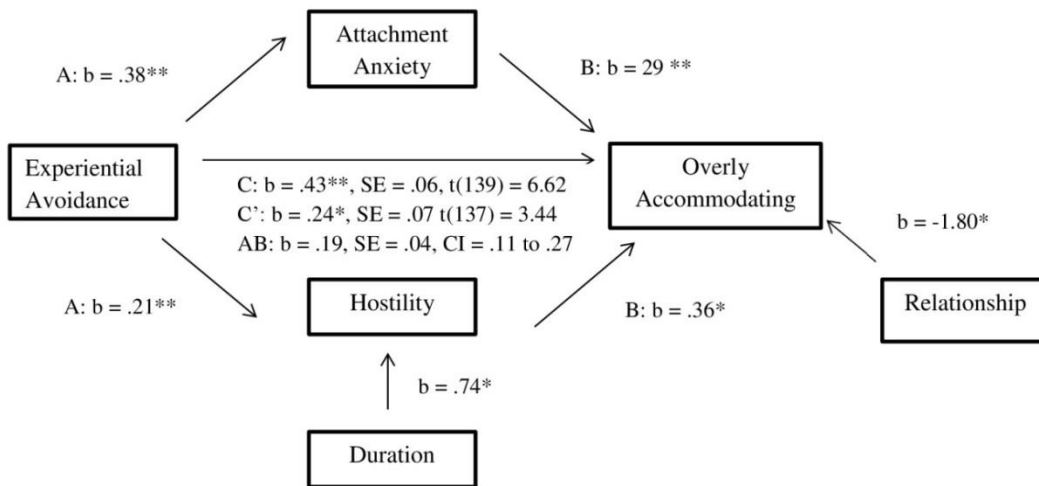 Attachment
Anxiety
A: b = .38**
B: b = 29 **
Experiential
Avoidance
Overly
Accommodating
C: b = .43**, SE = .06, t(139) = 6.62
C’: b = .24*, SE = .07 t(137) = 3.44
AB: b = .19, SE = .04, CI = .11 to .27
b = -1.80*
A: b = .21**
Hostility
B: b = .36*
Relationship
b = .74*
Duration